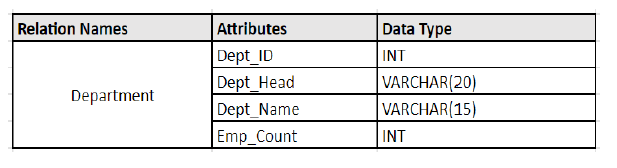 Relation Names Attributes Data Type
Dept_ID INT
Dept_Head VARCHAR(20)
Department
Dept_Name VARCHAR(15)
Emp_Count INT